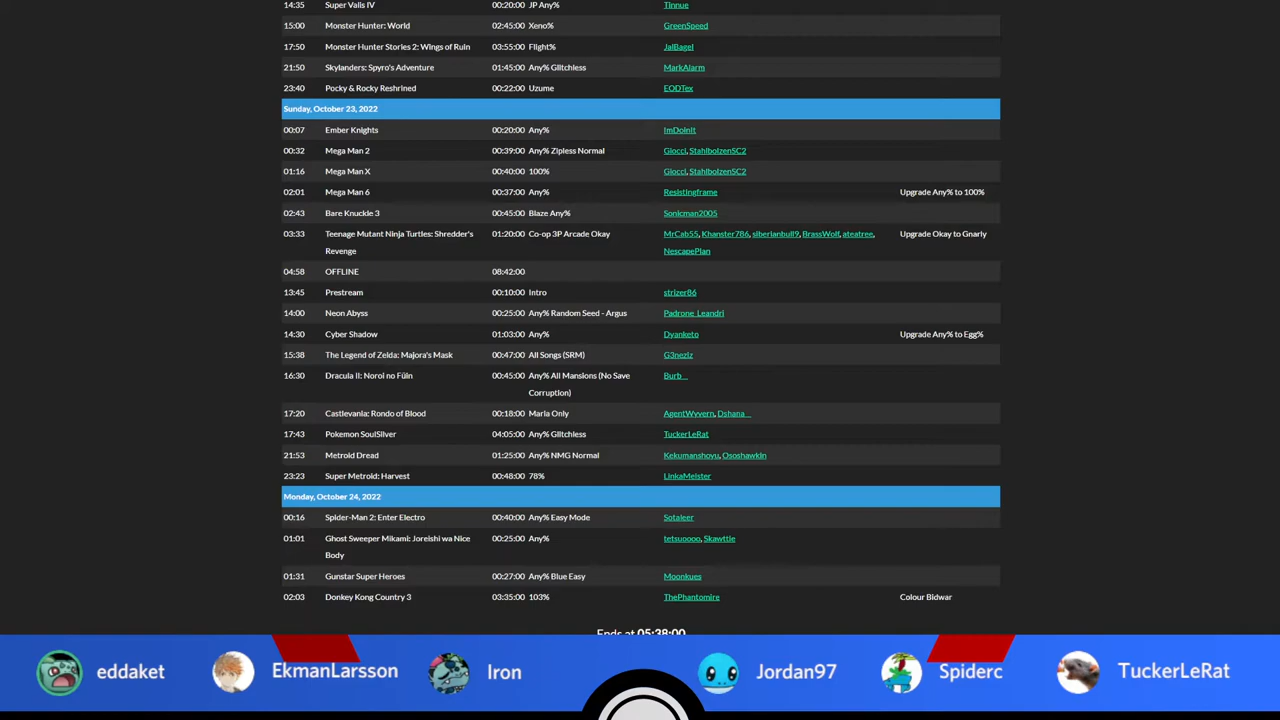 14:35 Super Valis IV 00:20:00 JP Any% Tinnue
15:00 Monster Hunter: World 02:45:00 Xeno% GreenSpeed
17:50 Monster Hunter Stories 2: Wings of Ruin 03:55:00 Flight% JalBagel
21:50 Skylanders: Spyro's Adventure 01:45:00 Any% Glitchless MarkAlarm
23:40 Pocky & Rocky Reshrined 00:22:00 Uzume EODTex
Sunday, October 23, 2022
00:07 Ember Knights 00:20:00 Any% ImDoinIt
00:32 Mega Man 2 00:39:00 Any% Zipless Normal Giocci, StahlbolzenSC2
01:16 Mega Man X 00:40:00 100% Giocci, StahlbolzenSC2
02:01 Mega Man 6 00:37:00 Any% Resistingframe Upgrade Any% to 100%
02:43 Bare Knuckle 3 00:45:00 Blaze Any% Sonicman2005
03:33 Teenage Mutant Ninja Turtles: Shredder's 01:20:00 Co-op 3P Arcade Okay MrCab55, Khanster786, siberianbull9, BrassWolf, ateatree, Upgrade Okay to Gnarly
Revenge NescapePlan
04:58 OFFLINE 08:42:00
13:45 Prestream 00:10:00 Intro strizer86
14:00 Neon Abyss 00:25:00 Any% Random Seed - Argus Padrone_Leandri
14:30 Cyber Shadow 01:03:00 Any% Dyanketo Upgrade Any% to Egg%
15:38 The Legend of Zelda: Majora's Mask 00:47:00 All Songs (SRM) G3neziz
16:30 Dracula II: Noroi no Fūin 00:45:00 Any% All Mansions (No Save Burb__
Corruption)
17:20 Castlevania: Rondo of Blood 00:18:00 Maria Only AgentWyvern, Dshana__
17:43 Pokemon SoulSilver 04:05:00 Any% Glitchless TuckerLeRat
21:53 Metroid Dread 01:25:00 Any% NMG Normal Kekumanshoyu, Ososhawkin
23:23 Super Metroid: Harvest 00:48:00 78% LinkaMeister
Monday, October 24, 2022
00:16 Spider-Man 2: Enter Electro 00:40:00 Any% Easy Mode Sotaleer
01:01 Ghost Sweeper Mikami: Joreishi wa Nice 00:25:00 Any% tetsuoooo, Skawttie
Body
01:31 Gunstar Super Heroes 00:27:00 Any% Blue Easy Moonkues
02:03 Donkey Kong Country 3 03:35:00 103% ThePhantomire Colour Bidwar
Ends at 05:38:00
eddaket EkmanLarsson Iron Jordan97 Spiderc TuckerLeRat